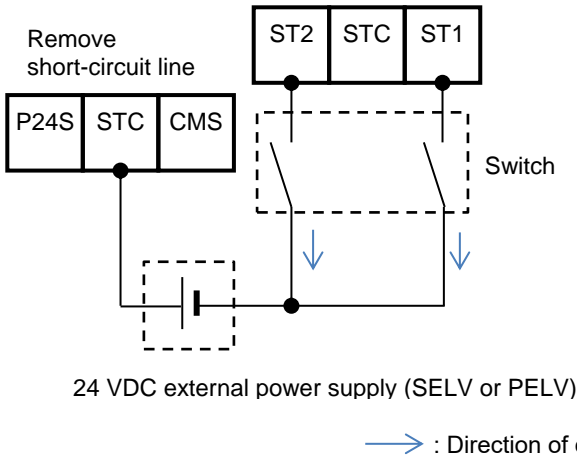 Remove
short-circuit line
ST2 STC ST1
P24S STC CMS
Switch
24 VDC external power supply (SELV or PELV)
: Direction of